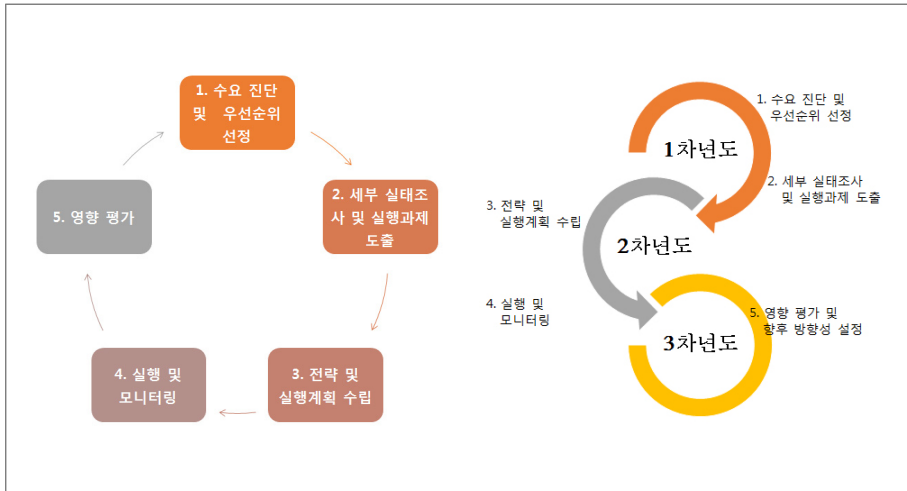 1. 수요 진단
및 우선순위
선정
2. 세부 실태조
사 및 실행과제
도출
3. 전략 및
실행계획 수립
4. 실행 및
모니터링
5. 영향 평가
1차년도
1. 수요 진단 및
우선순위 선정
2. 세부 실태조사
및 실행과제 도출
2차년도
3. 전략 및
실행계획 수립
4. 실행 및
모니터링
3차년도
5. 영향 평가 및
향후 방향성 설정